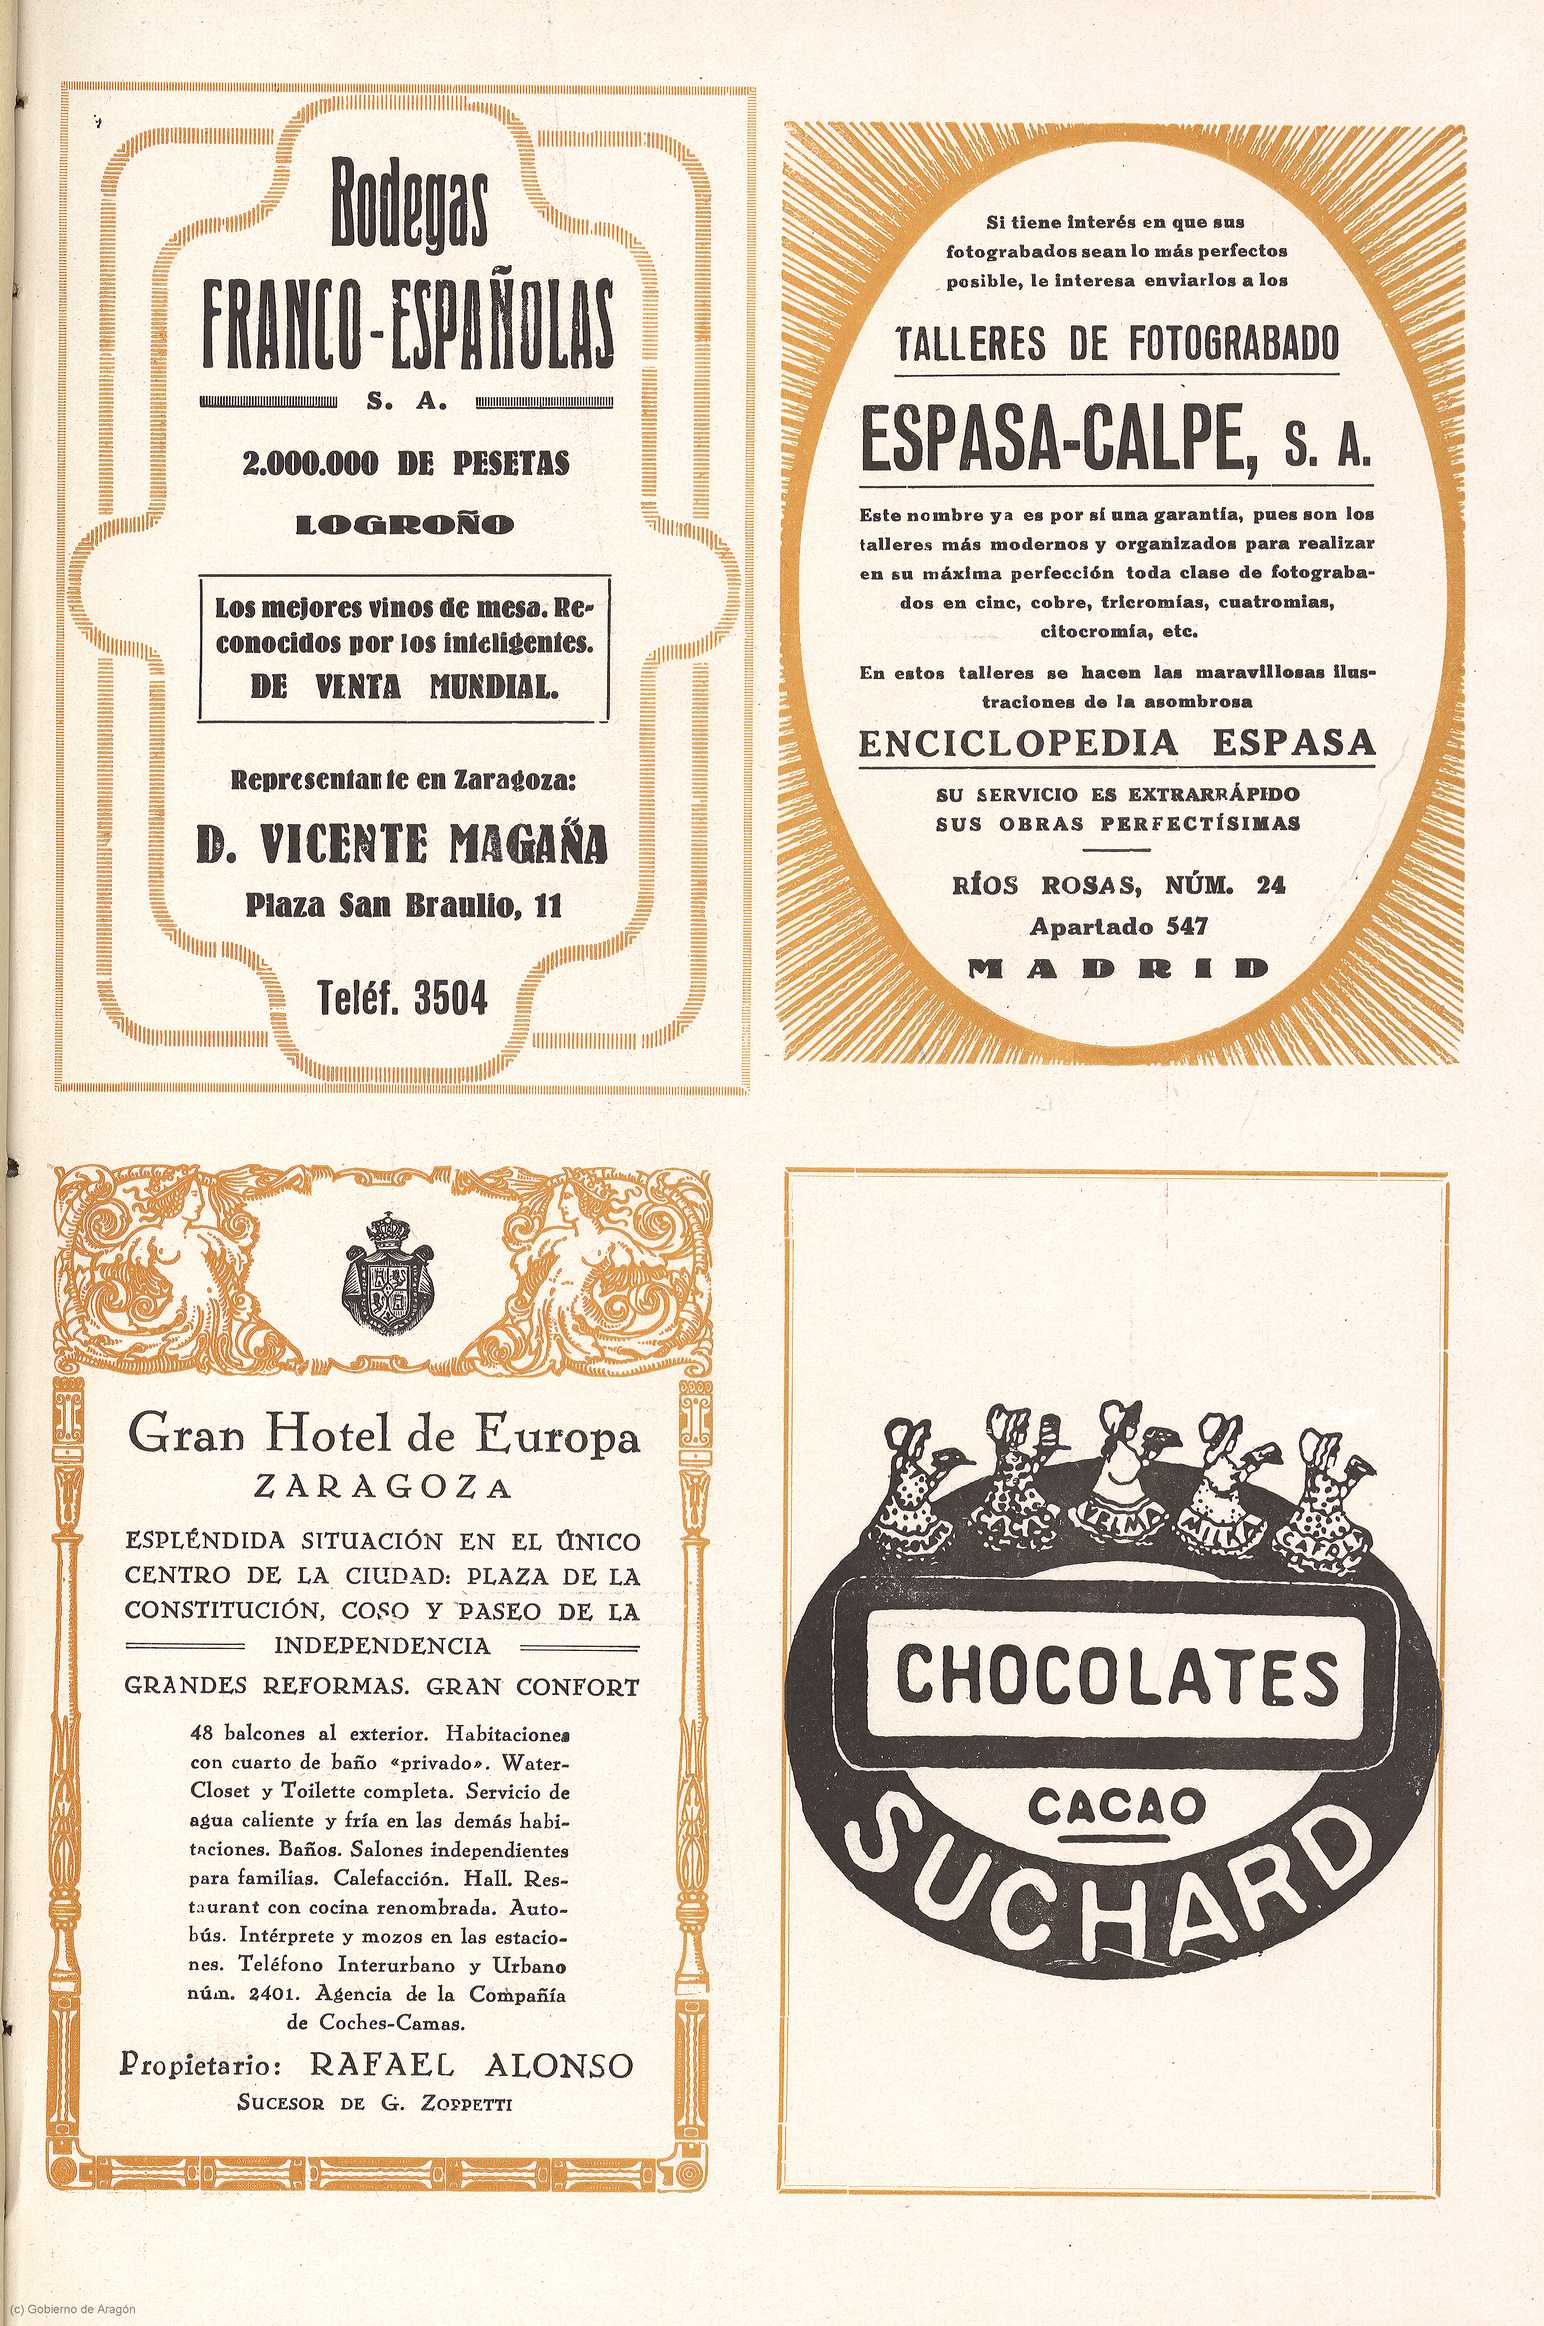 Bodegas
FRANCO-ESPAÑOLAS
S. A.
2.000.000 DE PESETAS
LOGROÑO
Los mejores vinos de mesa. Re-
conocidos por los inteligentes.
DE VENTA MUNDIAL.
Representante en Zaragoza:
D. VICENTE MAGAÑA
Plaza San Braulio, 11
Teléf. 3504
Si tiene interés en que sus
fotograbados sean lo más perfectos
posible, le interesa enviarlos a los
TALLERES DE FOTOGRABADO
ESPASA-CALPE, S. A.
Este nombre ya es por sí una garantía, pues son los
talleres más modernos y organizados para realizar
en su máxima perfección toda clase de fotograba-
dos en cinc, cobre, tricromías, cuatromias,
citocromía, etc.
En estos talleres se hacen las maravillosas ilus-
traciones de la asombrosa
ENCICLOPEDIA ESPASA
SU SERVICIO ES EXTRARRÁPIDO
SUS OBRAS PERFECTÍSIMAS
RÍOS ROSAS, NÚM. 24
Apartado 547
MADRID
Gran Hotel de Europa
ZARAGOZA
ESPLÉNDIDA SITUACIÓN EN EL ÚNICO
CENTRO DE LA CIUDAD: PLAZA DE LA
CONSTITUCIÓN, COSO Y PASEO DE LA
INDEPENDENCIA
GRANDES REFORMAS. GRAN CONFORT
48 balcones al exterior. Habitaciones
con cuarto de baño «privado». Water-
Closet y Toilette completa. Servicio de
agua caliente y fría en las demás habi-
taciones. Baños. Salones independientes
para familias. Calefacción. Hall. Res-
taurant con cocina renombrada. Auto-
bús. Intérprete y mozos en las estacio-
nes. Teléfono Interurbano y Urbano
núm. 2401. Agencia de la Compañía
de Coches-Camas.
Propietario: RAFAEL ALONSO
SUCESOR DE G. ZOPPETTI
VELMA
MILKA
CHOCOLATES
CACAO
SUCHARD
(c) Gobierno de Aragón